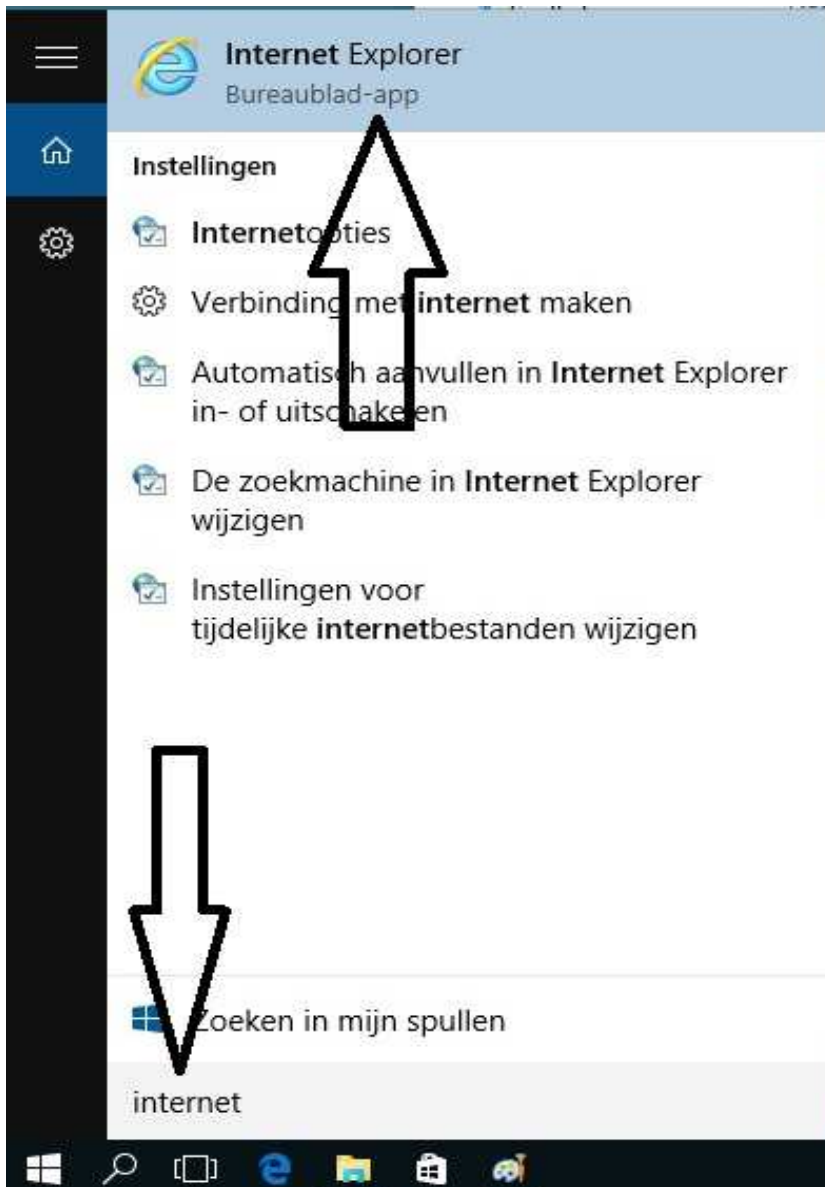 Internet Explorer
Bureaublad-app
Instellingen
Internetopties
Verbinding met internet maken
Automatisch aanvullen in Internet Explorer
in- of uitschakelen
De zoekmachine in Internet Explorer
wijzigen
Instellingen voor
tijdelijke internetbestanden wijzigen
Zoeken in mijn spullen
internet